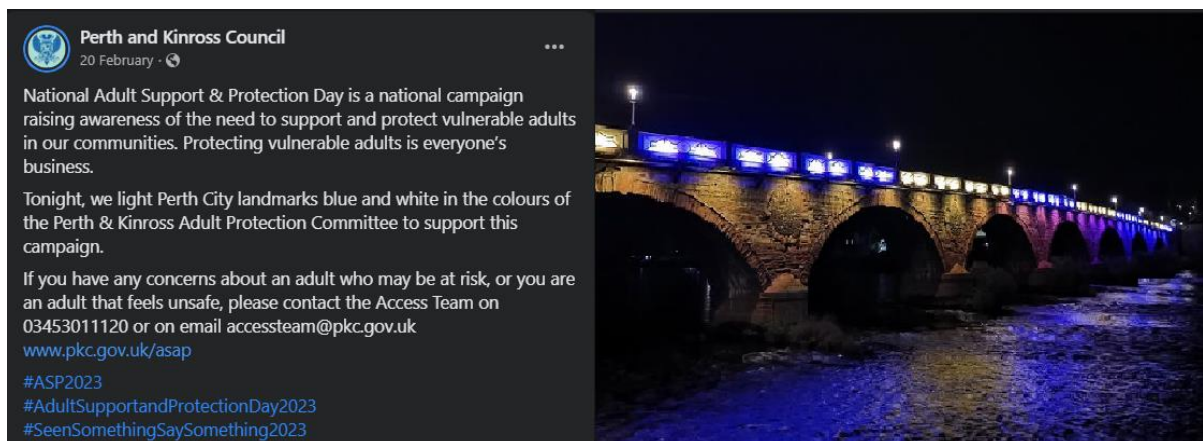 Perth and Kinross Council
20 February ·
National Adult Support & Protection Day is a national campaign
raising awareness of the need to support and protect vulnerable adults
in our communities. Protecting vulnerable adults is everyone's
business.
Tonight, we light Perth City landmarks blue and white in the colours of
the Perth & Kinross Adult Protection Committee to support this
campaign.
If you have any concerns about an adult who may be at risk, or you are
an adult that feels unsafe, please contact the Access Team on
03453011120 or on email accessteam@pkc.gov.uk
www.pkc.gov.uk/asap
#ASP2023
#AdultSupportandProtectionDay2023
#SeenSomethingSaySomething2023